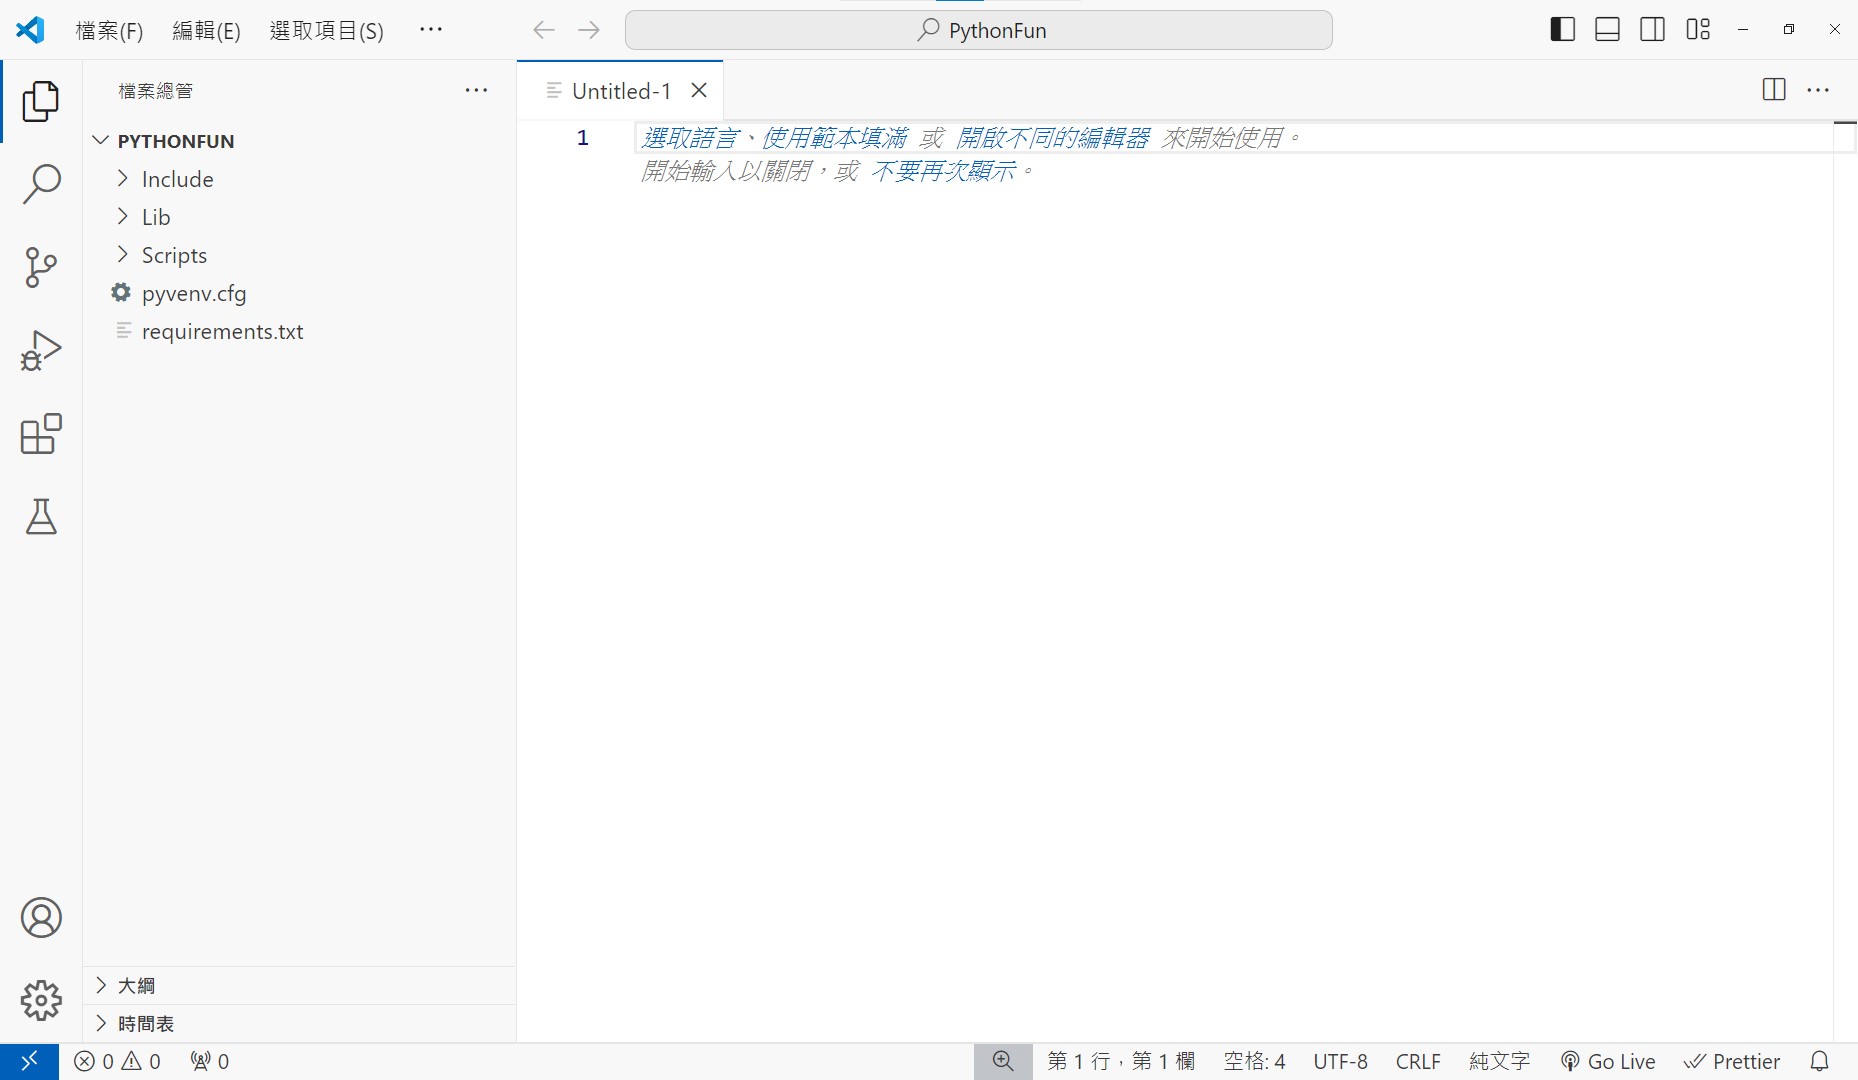 檔案(F) 編輯(E) 選取項目(S) ··· PythonFun
檔案總管 ···
PYTHONFUN
Include
Lib
Scripts
pyvenv.cfg
requirements.txt
大綱
時間表
Untitled-1
1 選取語言、使用範本填滿 或 開啟不同的編輯器 來開始使用。
開始輸入以關閉，或 不要再次顯示。
0 0 0 第 1 行，第 1 欄 空格: 4 UTF-8 CRLF 純文字 Go Live Prettier